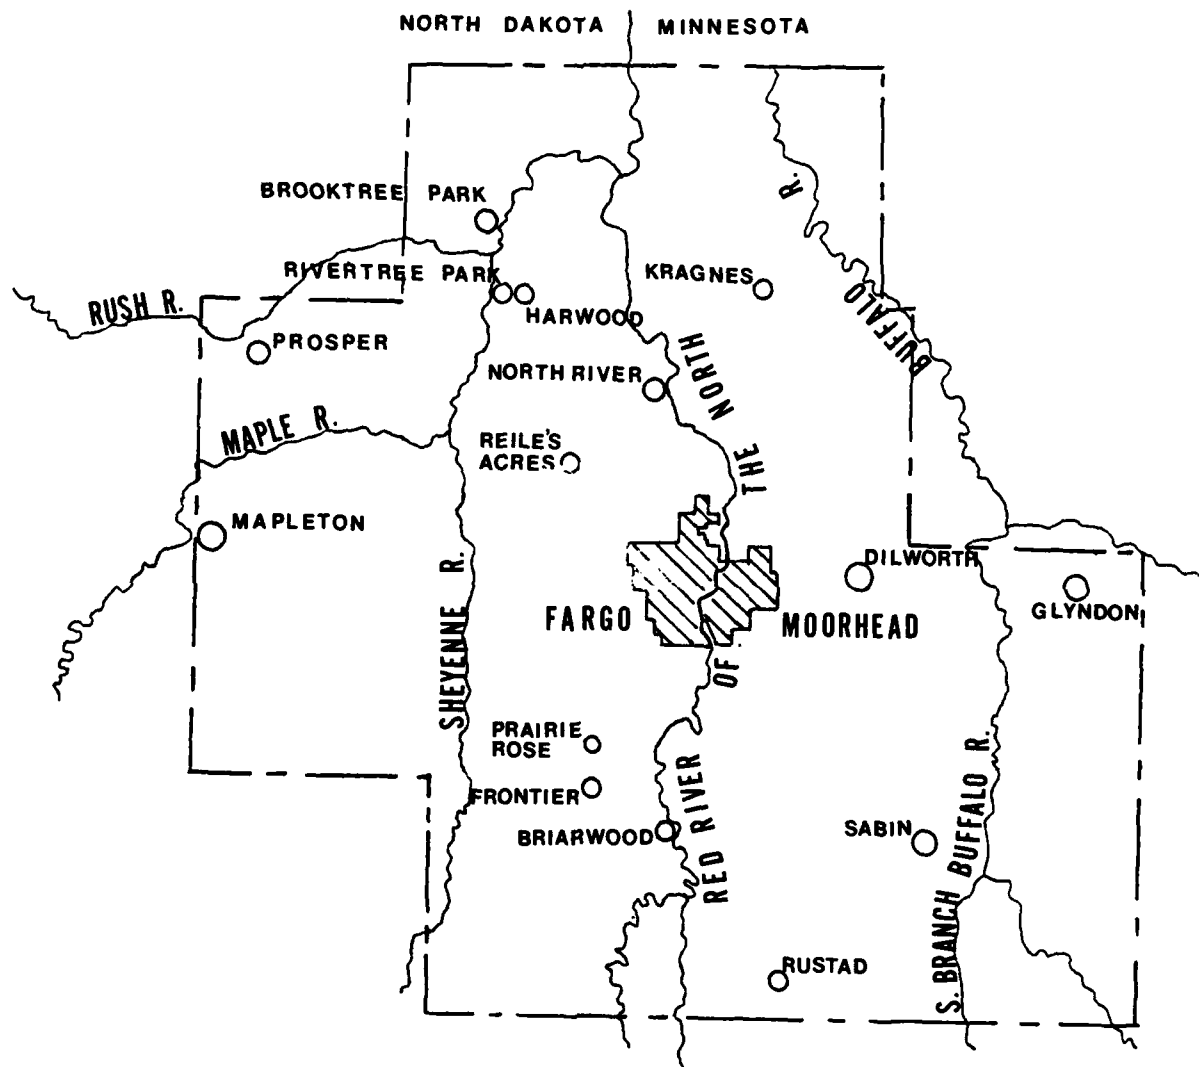 NORTH DAKOTA
MINNESOTA
BROOKTREE PARK
R.
RIVERTREE PARK
KRAGNES
RUSH R.
HARWOOD
BUFFALO
BUFFALO
PROSPER
NORTH RIVER
THE NORTH
MAPLE R.
REILE'S
ACRES
MAPLETON
DILWORTH
GLYNDON
FARGO
MOORHEAD
SHEYENNE R.
OF
PRAIRIE
ROSE
FRONTIER
RED RIVER
BRIARWOOD
SABIN
S. BRANCH BUFFALO R.
RUSTAD